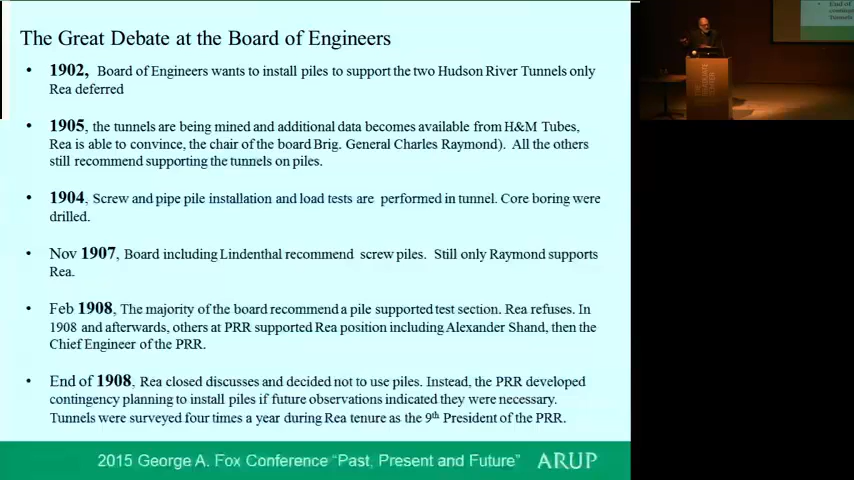 The Great Debate at the Board of Engineers
• 1902, Board of Engineers wants to install piles to support the two Hudson River Tunnels only
Rea deferred
• 1905, the tunnels are being mined and additional data becomes available from H&M Tubes,
Rea is able to convince, the chair of the board Brig. General Charles Raymond). All the others
still recommend supporting the tunnels on piles.
• 1904, Screw and pipe pile installation and load tests are performed in tunnel. Core boring were
drilled.
• Nov 1907, Board including Lindenthal recommend screw piles. Still only Raymond supports
Rea.
• Feb 1908, The majority of the board recommend a pile supported test section. Rea refuses. In
1908 and afterwards, others at PRR supported Rea position including Alexander Shand, then the
Chief Engineer of the PRR.
• End of 1908, Rea closed discusses and decided not to use piles. Instead, the PRR developed
contingency planning to install piles if future observations indicated they were necessary.
Tunnels were surveyed four times a year during Rea tenure as the 9th President of the PRR.
2015 George A. Fox Conference "Past, Present and Future" ARUP
THE GRADUATE CENTER
End of